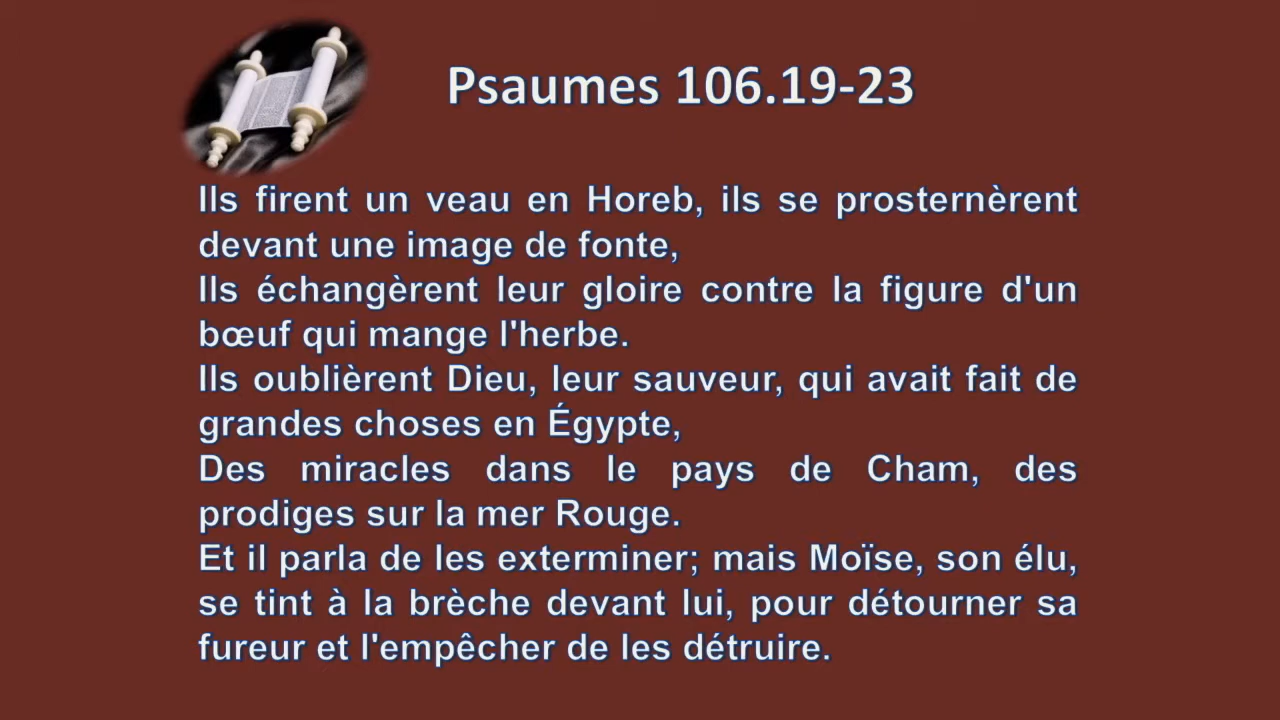 Psaumes 106.19-23
Ils firent un veau en Horeb, ils se prosternèrent
devant une image de fonte,
Ils échangèrent leur gloire contre la figure d'un
bœuf qui mange l'herbe.
Ils oublièrent Dieu, leur sauveur, qui avait fait de
grandes choses en Égypte,
Des miracles dans le pays de Cham, des
prodiges sur la mer Rouge.
Et il parla de les exterminer; mais Moïse, son élu,
se tint à la brèche devant lui, pour détourner sa
fureur et l'empêcher de les détruire.